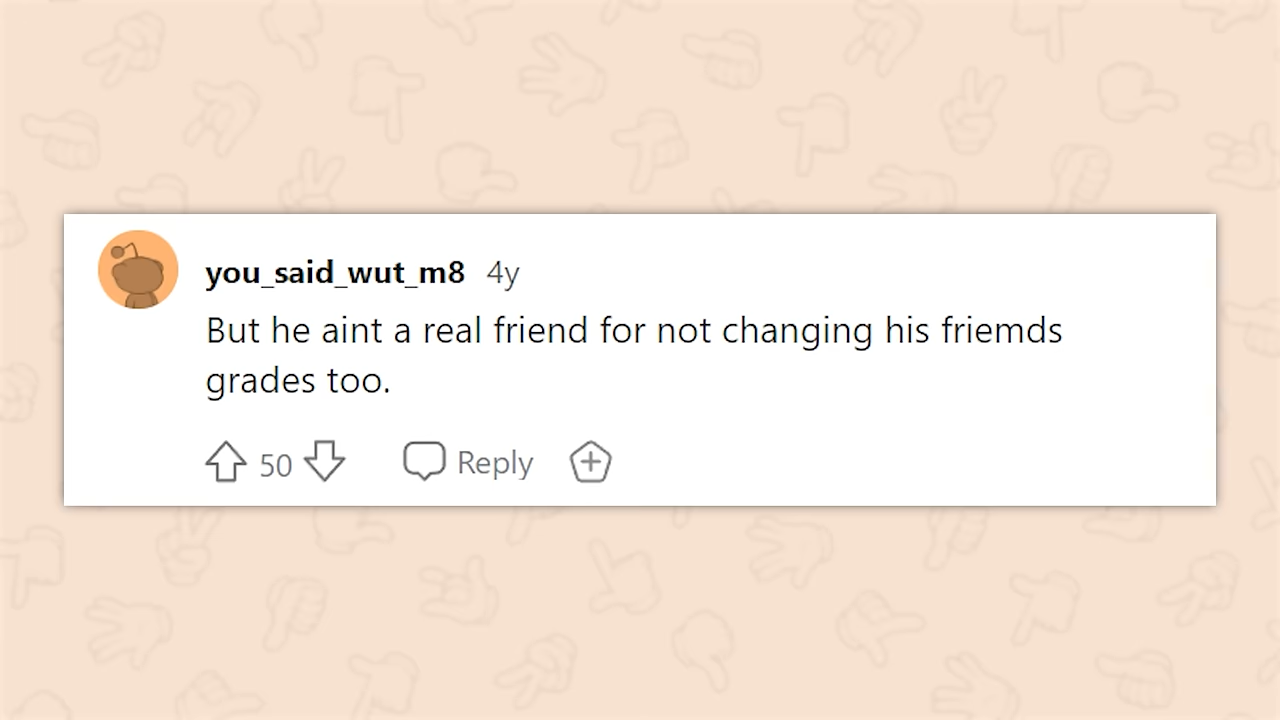 you_said_wut_m8 4y
But he aint a real friend for not changing his friemds
grades too.
50 Reply